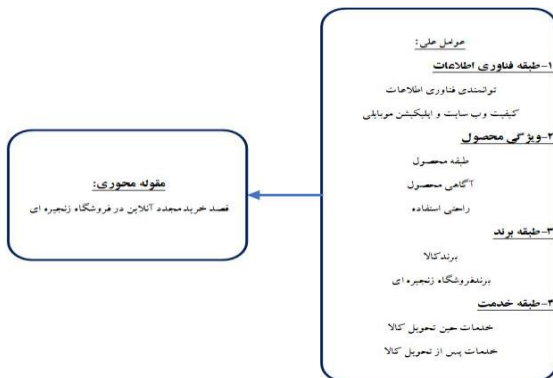 عوامل علی:
۱-طبقه فناوری اطلاعات
توانمندی فناوری اطلاعات
کیفیت وب سایت و اپلیکیشن موبایلی
۲-ویژگی محصول
طبقه محصول
آگاهی محصول
راحتی استفاده
۳-طبقه برند
برندکالا
برندفروشگاه زنجیره ای
۴-طبقه خدمت
خدمات حین تحویل کالا
خدمات پس از تحویل کالا
مقوله محوری:
قصد خرید مجدد آنلاین در فروشگاه زنجیره ای